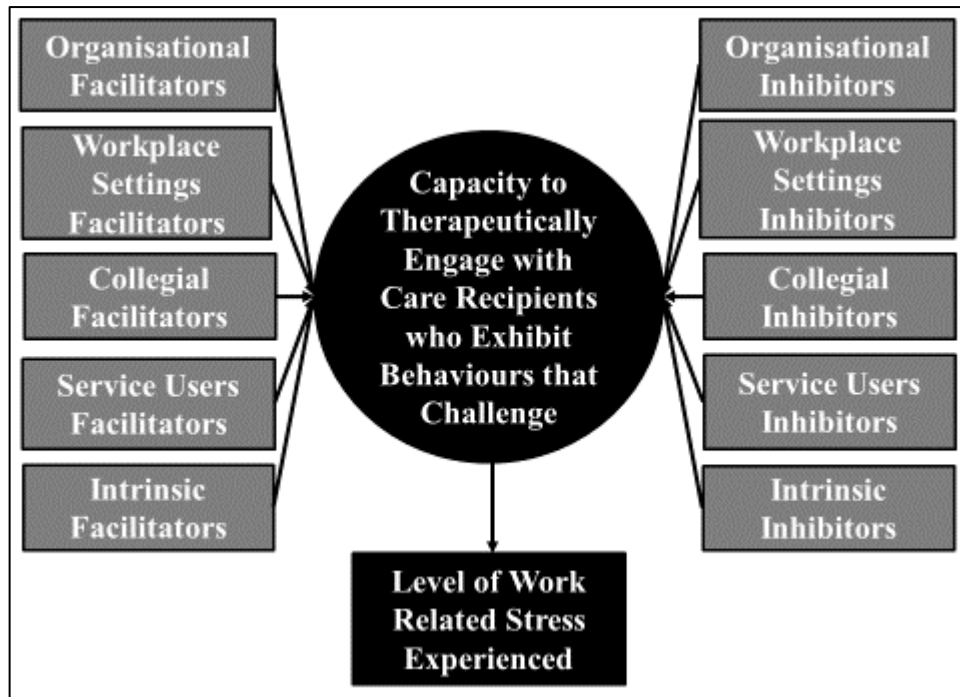 Organisational
Facilitators
Workplace
Settings
Facilitators
Collegial
Facilitators
Service Users
Facilitators
Intrinsic
Facilitators
Capacity to
Therapeutically
Engage with
Care Recipients
who Exhibit
Behaviours that
Challenge
Level of Work
Related Stress
Experienced
Organisational
Inhibitors
Workplace
Settings
Inhibitors
Collegial
Inhibitors
Service Users
Inhibitors
Intrinsic
Inhibitors